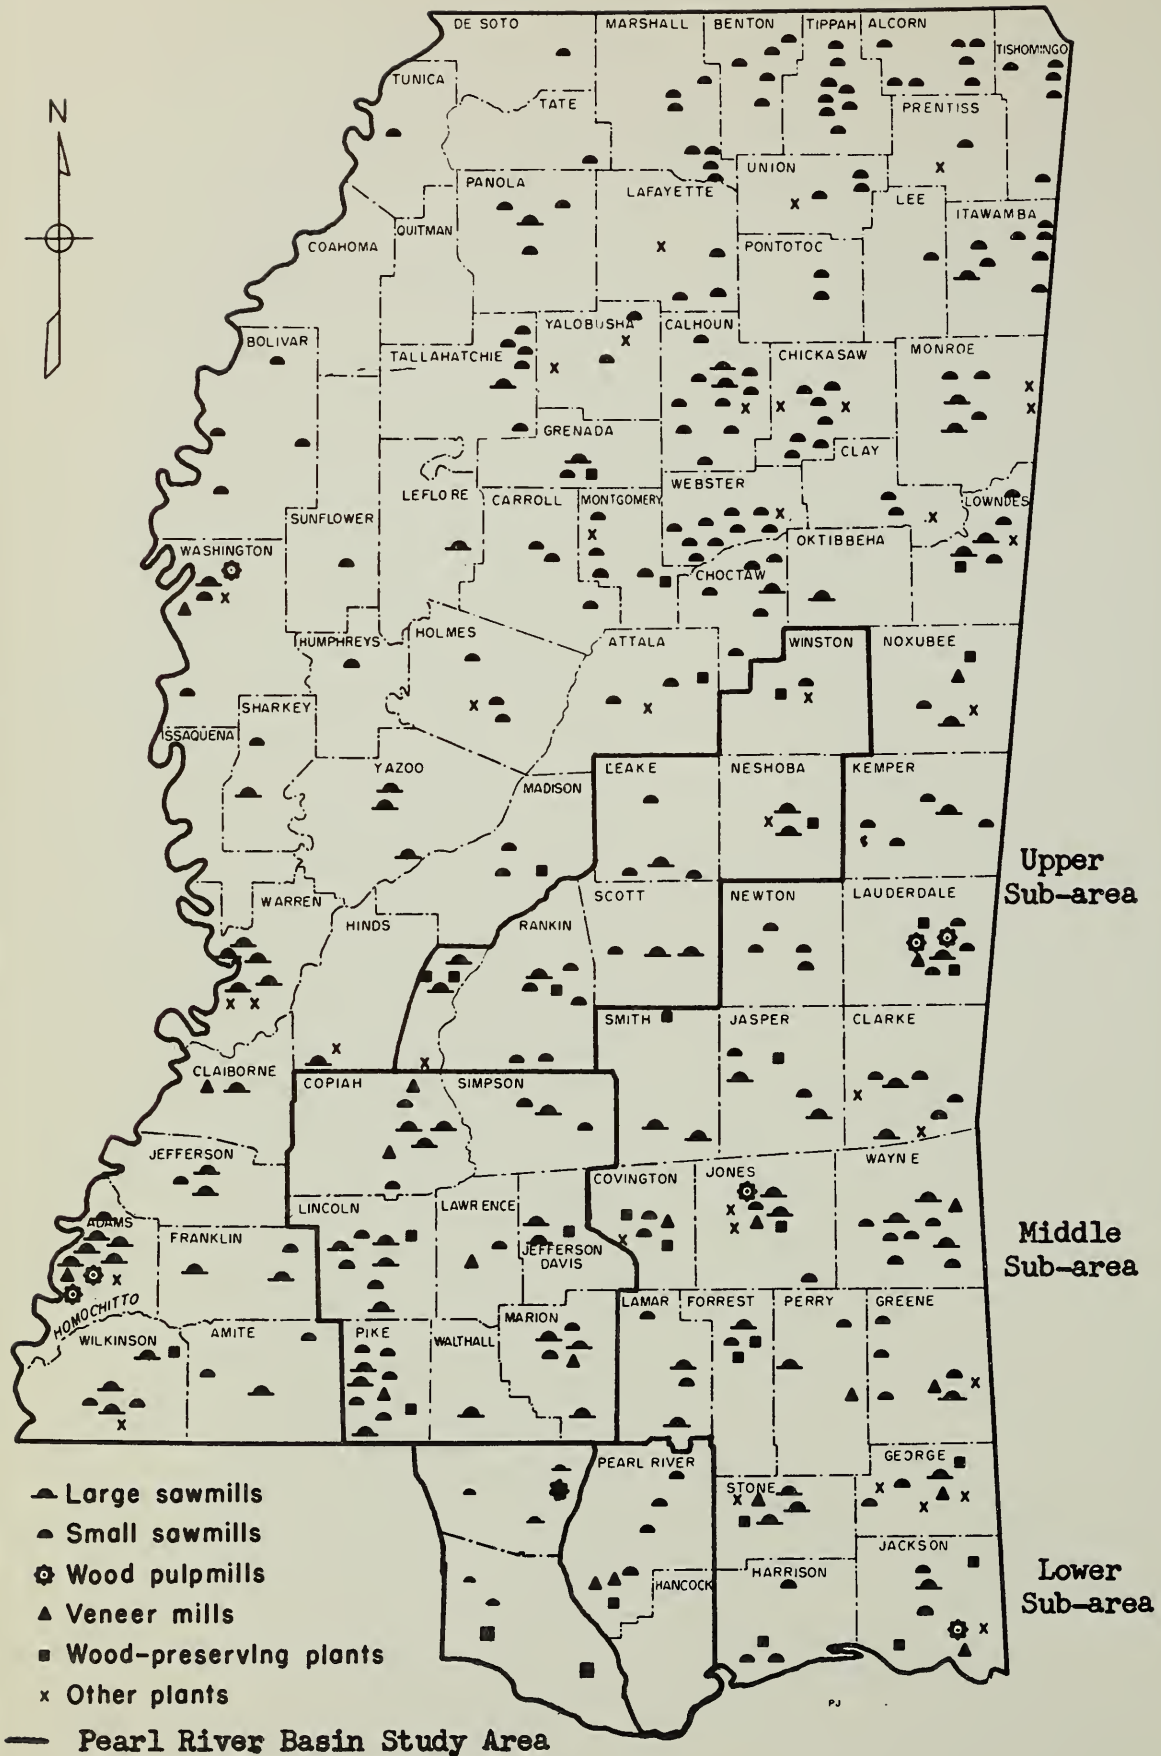 DE SOTO
MARSHALL
BENTON
TIPPAH
ALCORN
TISHOMINGO
TUNICA
TATE
PRENTISS
N
UNION
PANOLA
LAFAYETTE
LEE
ITAWAMBA
QUITMAN
COAHOMA
PONTOTOC
YALOBUSHA
CALHOUN
BOLIVAR
TALLAHATCHIE
CHICKASAW
MONROE
GRENADA
CLAY
WEBSTER
LEFLORE
CARROLL
MONTGOMERY
LOWNDES
SUNFLOWER
OKTIBBEHA
WASHINGTON
CHOCTAW
HUMPHREYS
HOLMES
ATTALA
WINSTON
NOXUBEE
SHARKEY
ISSAQUENA
YAZOO
LEAKE
NESHOBA
KEMPER
MADISON
Upper
Sub-area
WARREN
HINDS
RANKIN
SCOTT
NEWTON
LAUDERDALE
SMITH
JASPER
CLARKE
CLAIBORNE
COPIAH
SIMPSON
JEFFERSON
WAYNE
COVINGTON
JONES
LINCOLN
LAWRENCE
ADAMS
FRANKLIN
JEFFERSON
DAVIS
Middle
Sub-area
HOMOCHITTO
LAMAR
FORREST
PERRY
GREENE
WILKINSON
AMITE
PIKE
WALTHALL
MARION
PEARL RIVER
GEORGE
STONE
Large sawmills
Small sawmills
Wood pulpmills
Veneer mills
Wood-preserving plants
Other plants
Pearl River Basin Study Area
JACKSON
HARRISON
HANCOCK
Lower
Sub-area
PJ